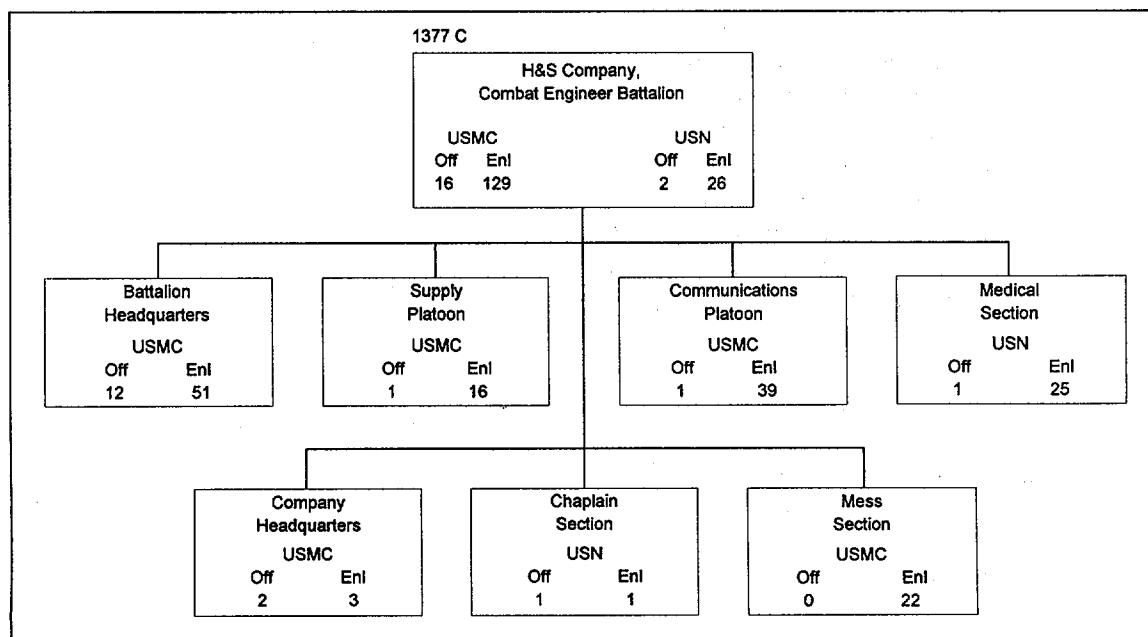 1377 C
H&S Company,
Combat Engineer Battalion
USMC USN
Off Enl Off Enl
16 129 2 26
Battalion
Headquarters
USMC
Off Enl
12 51
Supply
Platoon
USMC
Off Enl
1 16
Communications
Platoon
USMC
Off Enl
1 39
Medical
Section
USN
Off Enl
1 25
Company
Headquarters
USMC
Off Enl
2 3
Chaplain
Section
USN
Off Enl
1 1
Mess
Section
USMC
Off Enl
0 22